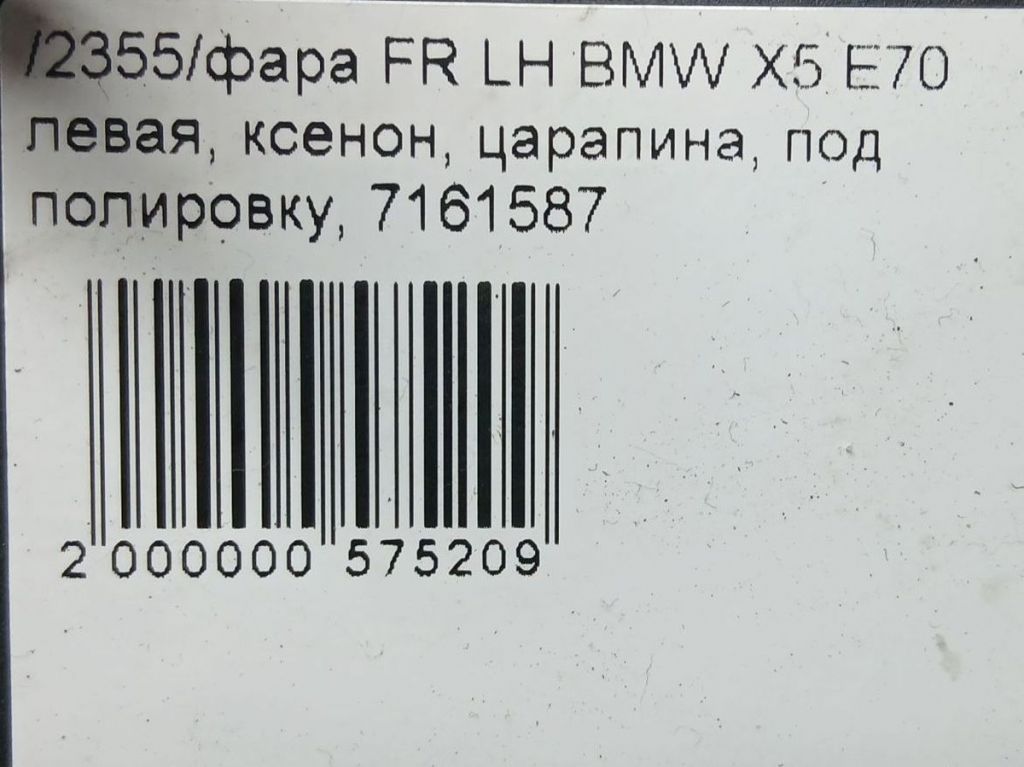 /2355/фара FR LH BMW X5 E70
левая, ксенон, царапина, под
полировку, 7161587
2 000000 575209